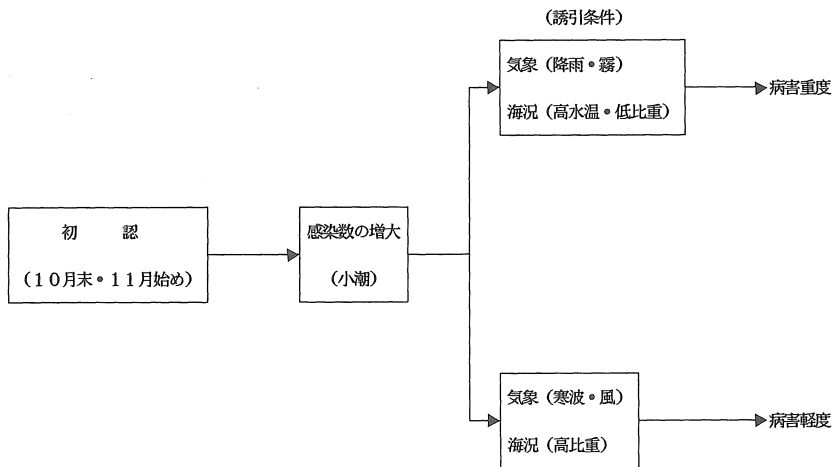 (誘引条件)
気象(降雨・霧)
海況(高水温・低比重)
病害重度
初 認
(10月末・11月始め)
感染数の増大
(小潮)
気象(寒波・風)
海況(高比重)
病害軽度